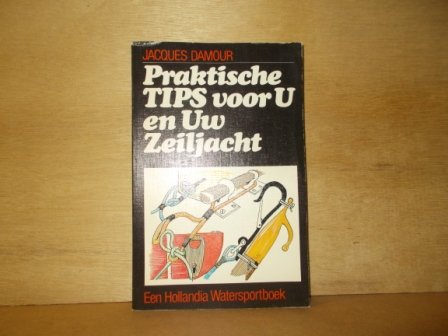 JACQUES DAMOUR
Praktische
TIPS voor U
en Uw
Zeiljacht
Een Hollandia Watersportboek